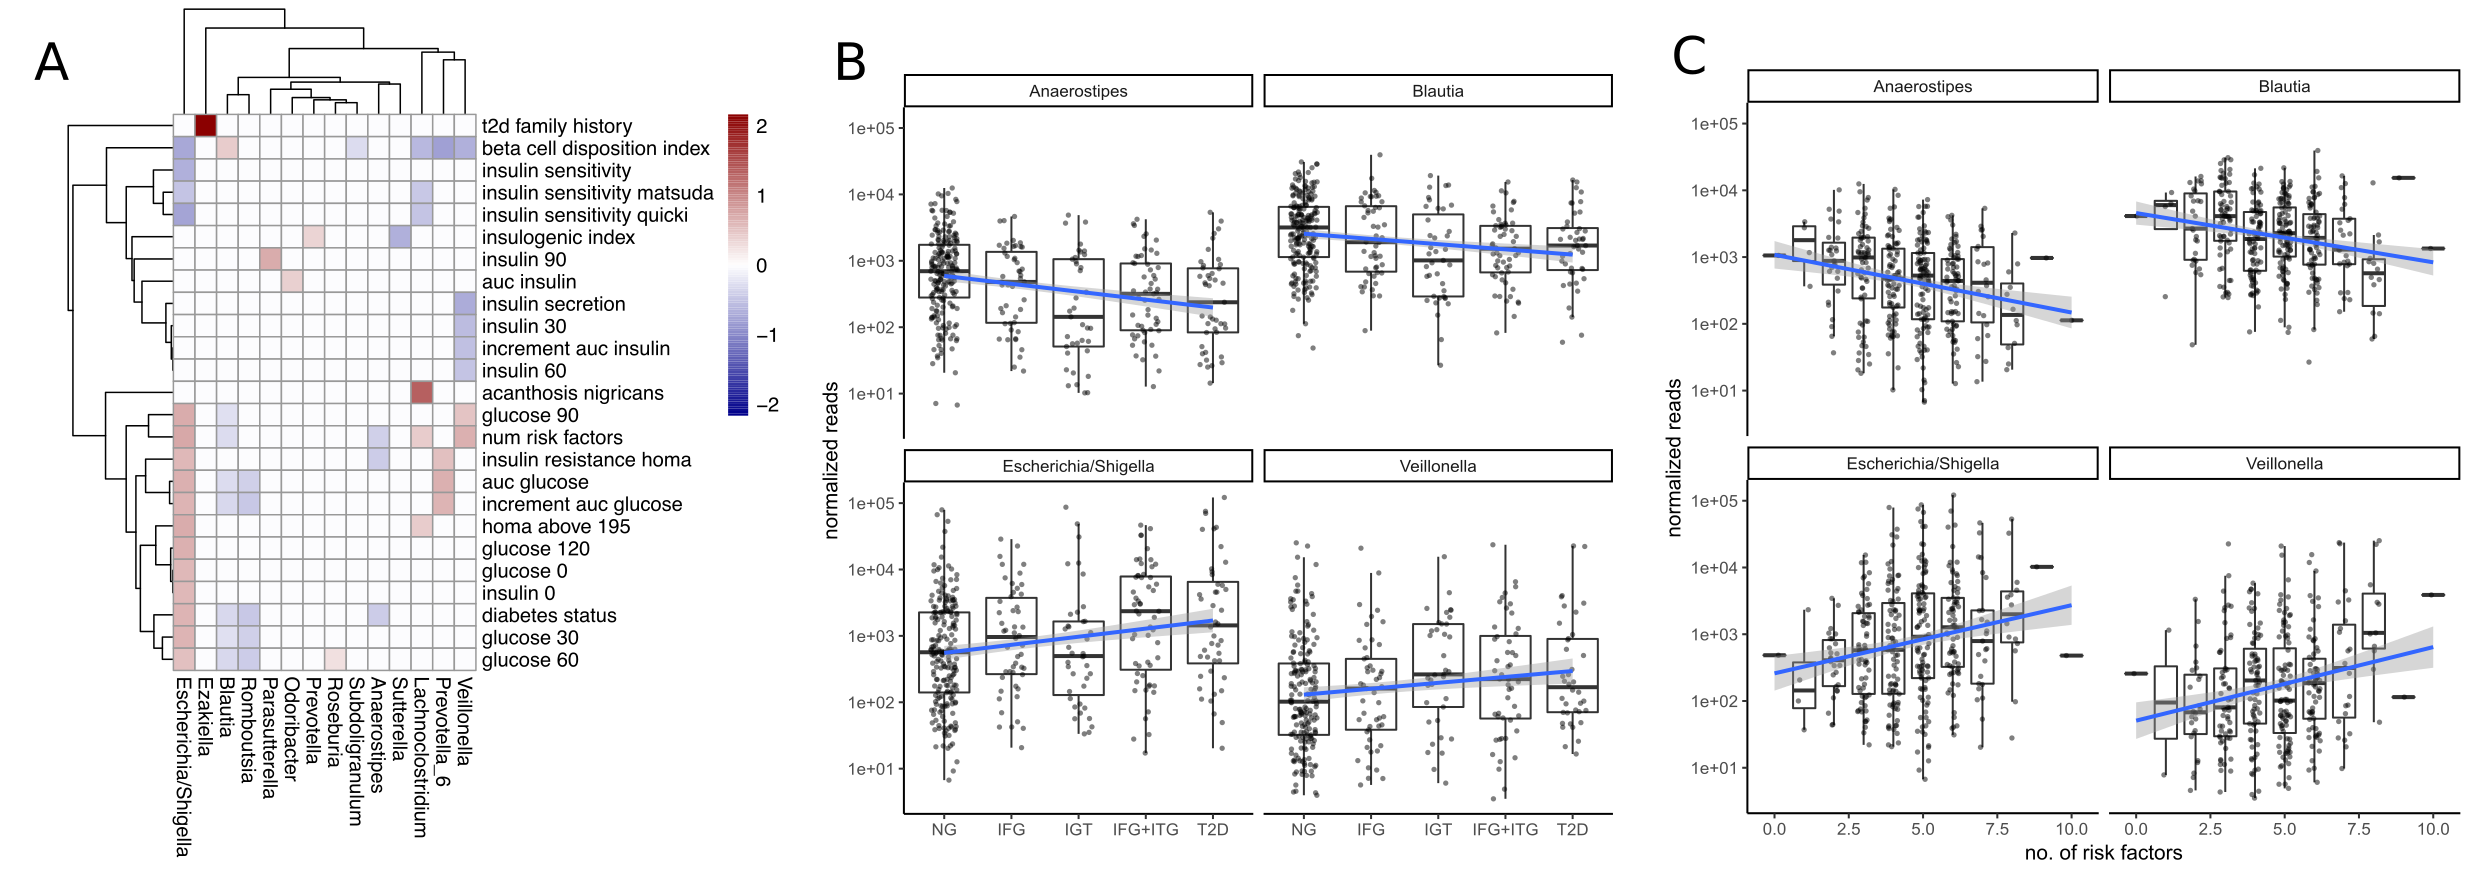 A
t2d family history
beta cell disposition index
insulin sensitivity
insulin sensitivity matsuda
insulin sensitivity quicki
insulogenic index
insulin 90
auc insulin
insulin secretion
insulin 30
increment auc insulin
insulin 60
acanthosis nigricans
glucose 90
num risk factors
insulin resistance homa
auc glucose
increment auc glucose
homa above 195
glucose 120
glucose 0
insulin 0
diabetes status
glucose 30
glucose 60
Escherichia/Shigella
Ezakiella
Blautia
Romboutsia
Parasutterella
Odoribacter
Prevotella
Roseburia
Subdoligranulum
Anaerostipes
Sutterella
Lachnoclostridium
Prevotella_6
Veillonella
2
1
0
−1
−2
B
normalized reads
Anaerostipes
Blautia
1e+05
1e+04
1e+03
1e+02
1e+01
Escherichia/Shigella
Veillonella
1e+05
1e+04
1e+03
1e+02
1e+01
NG IFG IGT IFG+ITG T2D
NG IFG IGT IFG+ITG T2D
C
normalized reads
Anaerostipes
Blautia
1e+05
1e+04
1e+03
1e+02
1e+01
Escherichia/Shigella
Veillonella
1e+05
1e+04
1e+03
1e+02
1e+01
0.0 2.5 5.0 7.5 10.0
0.0 2.5 5.0 7.5 10.0
no. of risk factors